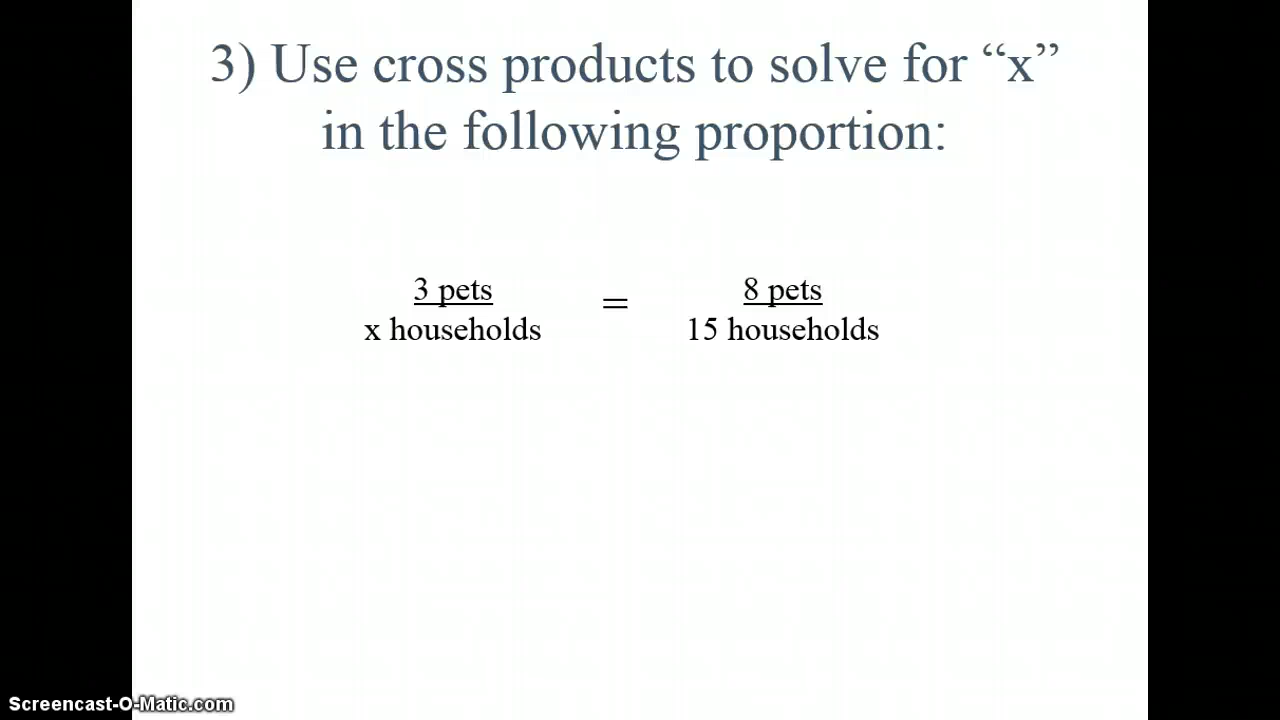 3) Use cross products to solve for “x”
in the following proportion:
3 pets = 8 pets
x households 15 households
Screencast-O-Matic.com